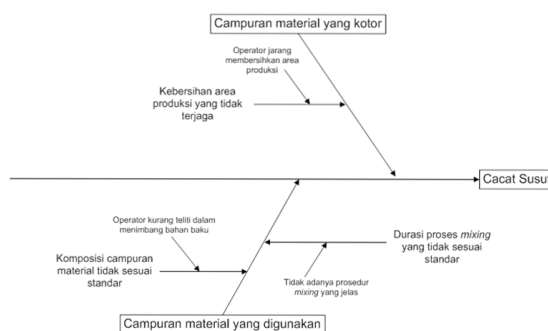 Campuran material yang kotor
Operator jarang
membersihkan area
produksi
Kebersihan area
produksi yang tidak
terjaga
Cacat Susut
Operator kurang teliti dalam
menimbang bahan baku
Durasi proses mixing
yang tidak sesuai
standar
Komposisi campuran
material tidak sesuai
standar
Tidak adanya prosedur
mixing yang jelas
Campuran material yang digunakan